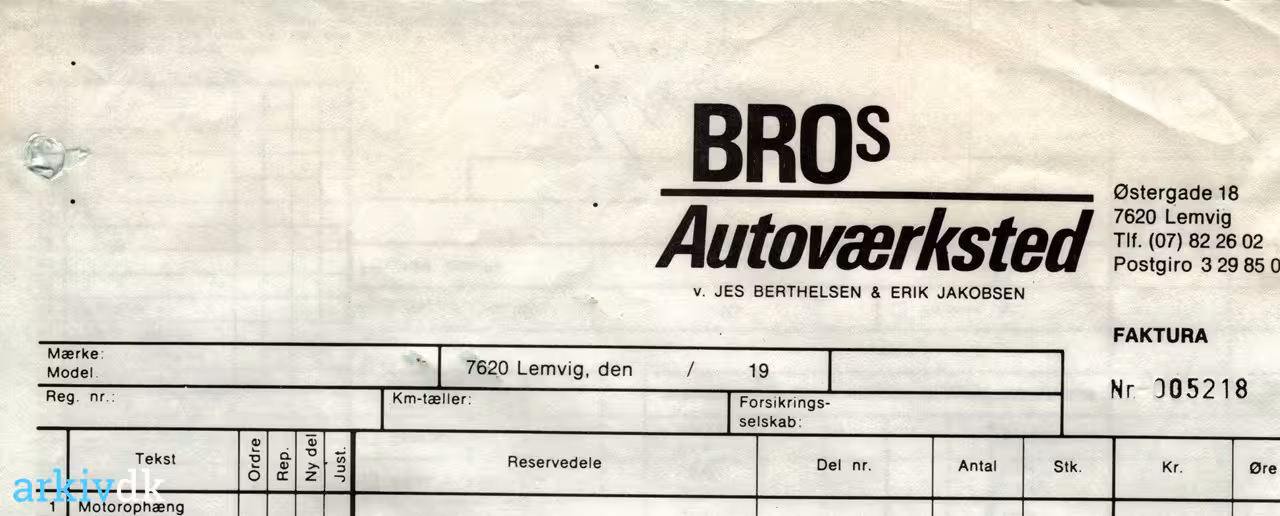 BROs
Autoværksted
v. JES BERTHELSEN & ERIK JAKOBSEN
Østergade 18
7620 Lemvig
Tlf. (07) 82 26 02
Postgiro 3 29 85 0
FAKTURA
Nr. 005218
Mærke:
Model.
7620 Lemvig, den / 19
Reg. nr.:
Km-tæller:
Forsikrings-
selskab:
Tekst Ordre Rep. Ny del Just. Reservedele Del nr. Antal Stk. Kr. Øre
1 Motorophæng
arkivdk